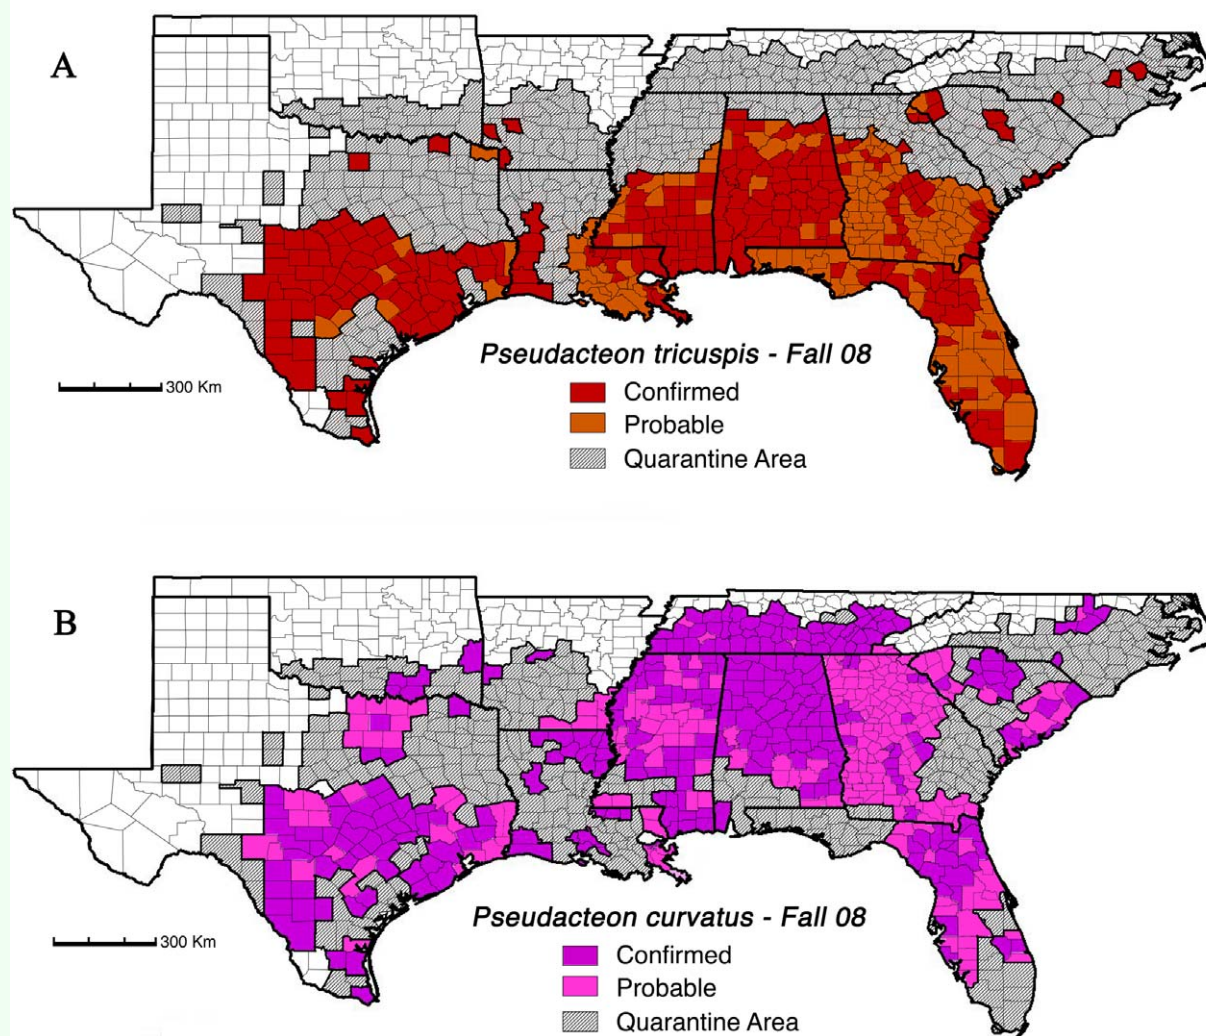 A
Pseudacteon tricuspis - Fall 08
300 Km
Confirmed
Probable
Quarantine Area
B
Pseudacteon curvatus - Fall 08
300 Km
Confirmed
Probable
Quarantine Area